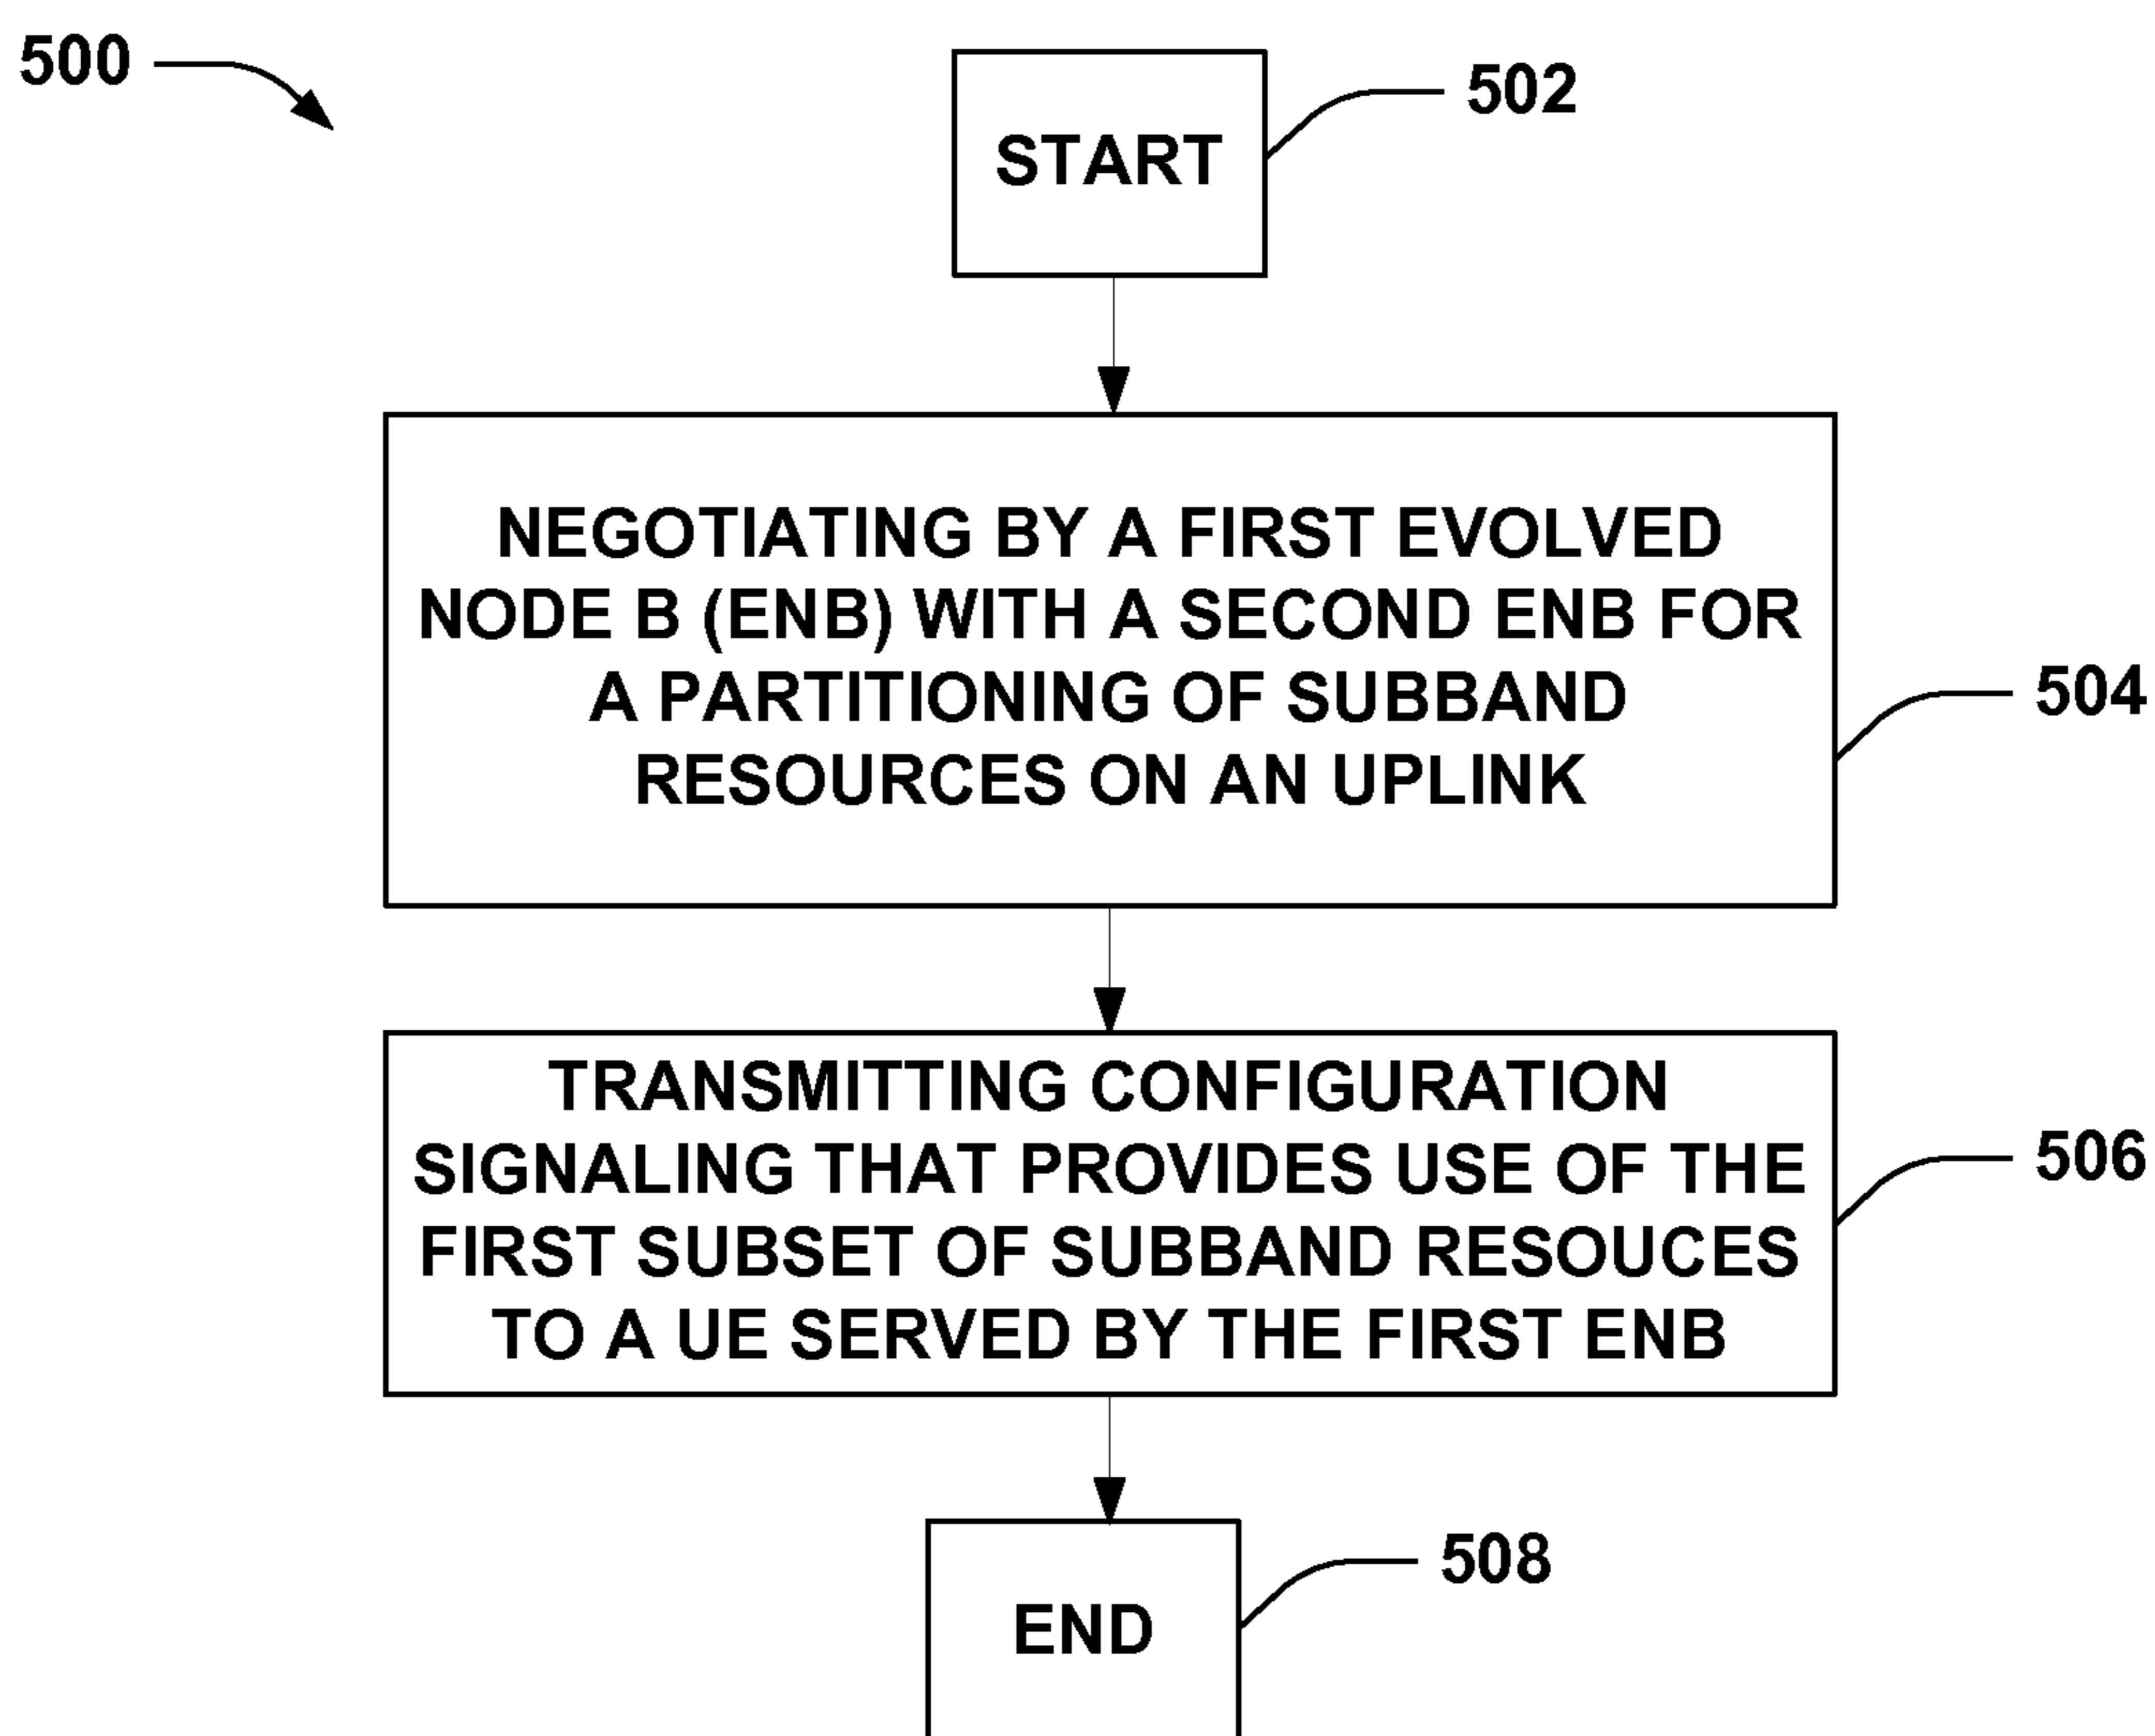 500
START
502
NEGOTIATING BY A FIRST EVOLVED
NODE B (ENB) WITH A SECOND ENB FOR
A PARTITIONING OF SUBBAND
RESOURCES ON AN UPLINK
504
TRANSMITTING CONFIGURATION
SIGNALING THAT PROVIDES USE OF THE
FIRST SUBSET OF SUBBAND RESOUCES
TO A UE SERVED BY THE FIRST ENB
506
END
508